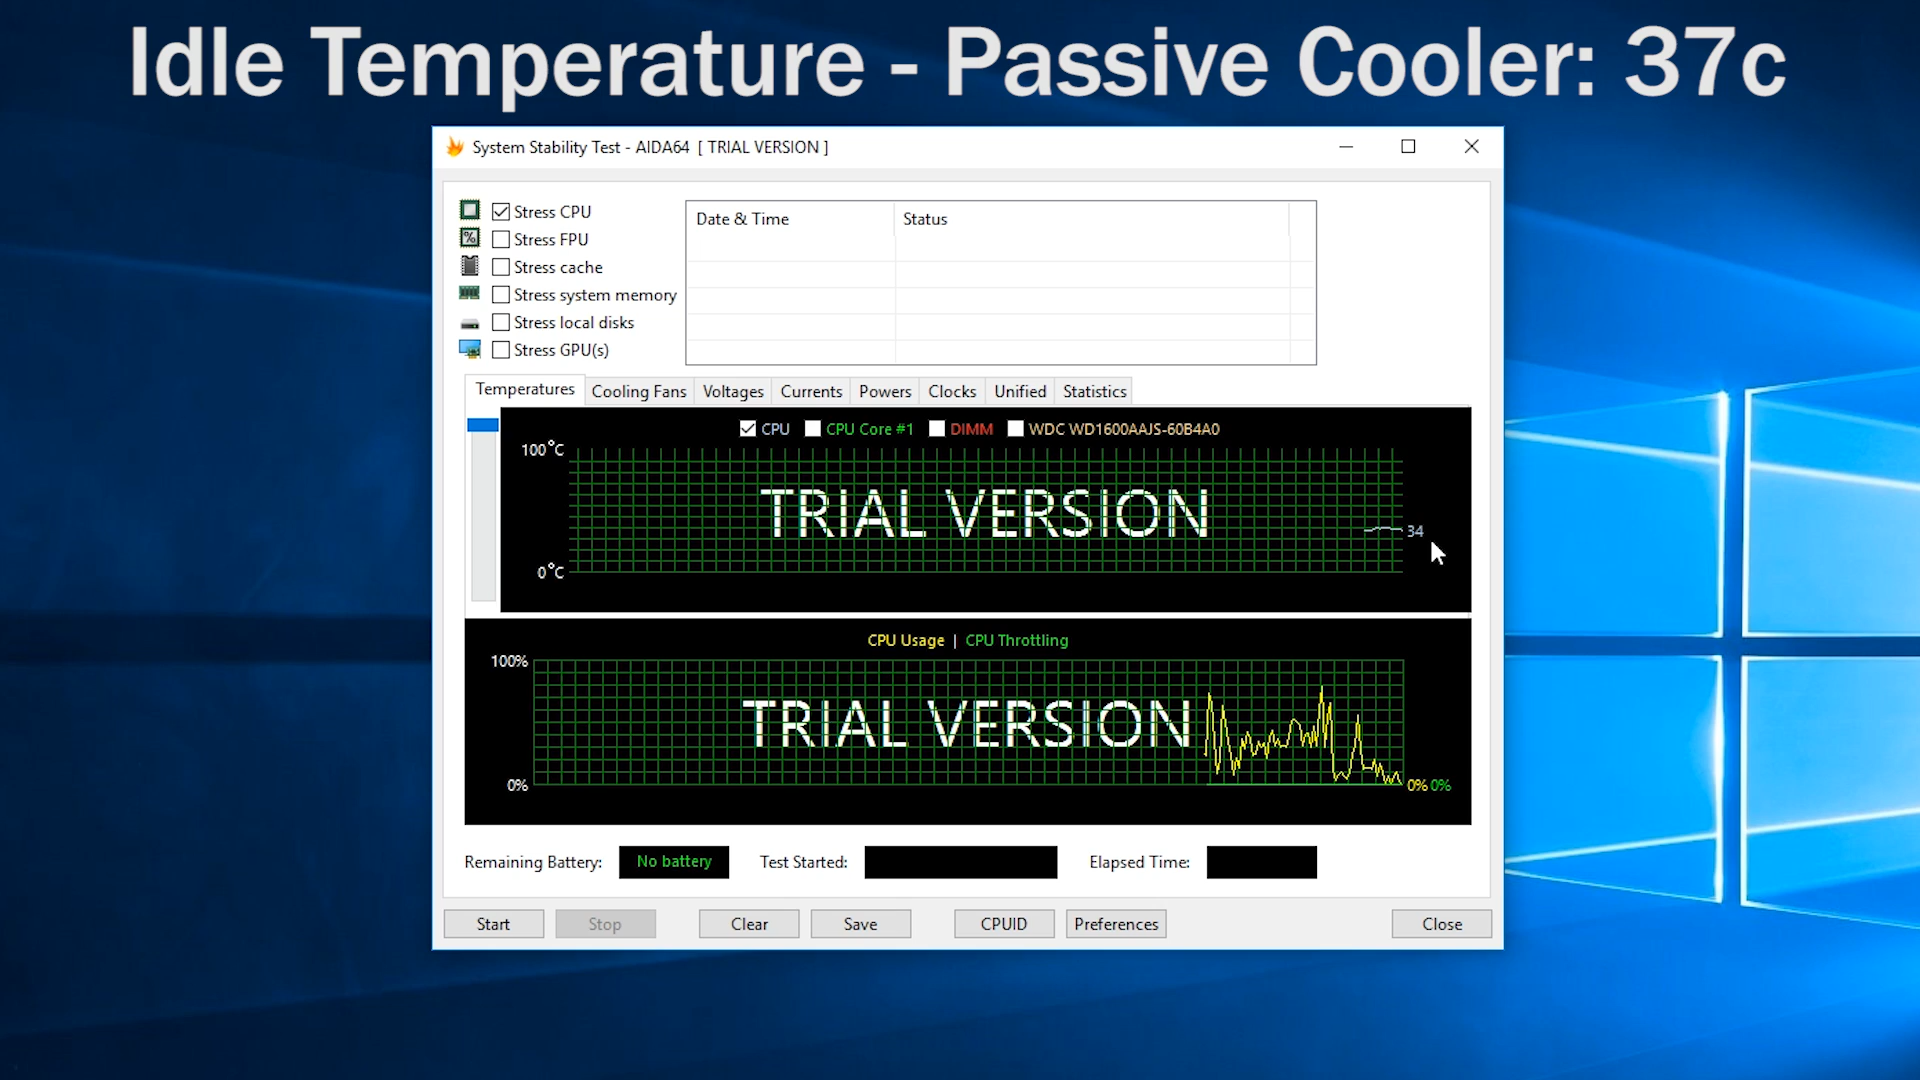 Idle Temperature - Passive Cooler: 37c
System Stability Test - AIDA64 [ TRIAL VERSION ]
Stress CPU
Stress FPU
Stress cache
Stress system memory
Stress local disks
Stress GPU(s)
Date & Time Status
Temperatures Cooling Fans Voltages Currents Powers Clocks Unified Statistics
CPU CPU Core #1 DIMM WDC WD1600AAJS-60B4A0
100°C
TRIAL VERSION
34
0°C
CPU Usage | CPU Throttling
100%
TRIAL VERSION
0% 0% 0%
Remaining Battery: No battery Test Started: Elapsed Time:
Start Stop Clear Save CPUID Preferences Close